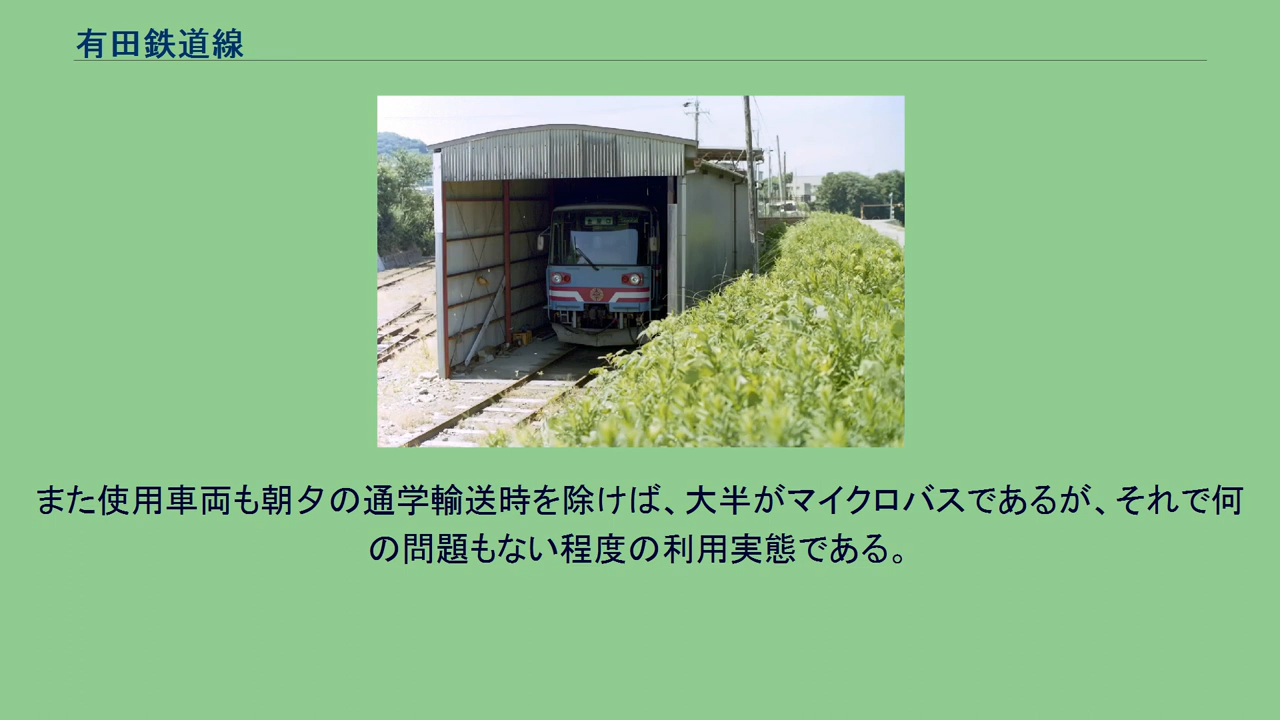 有田鉄道線
また使用車両も朝夕の通学輸送時を除けば、大半がマイクロバスであるが、それで何
の問題もない程度の利用実態である。